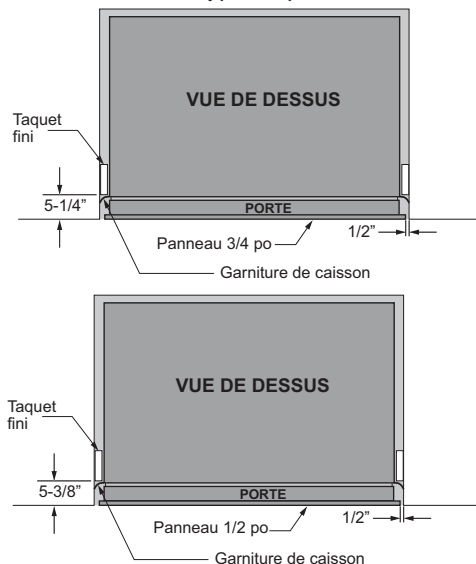 VUE DE DESSUS
Taquet
fini
5-1/4”
PORTE
Panneau 3/4 po
1/2”
Garniture de caisson
VUE DE DESSUS
Taquet
fini
5-3/8”
PORTE
Panneau 1/2 po
1/2”
Garniture de caisson